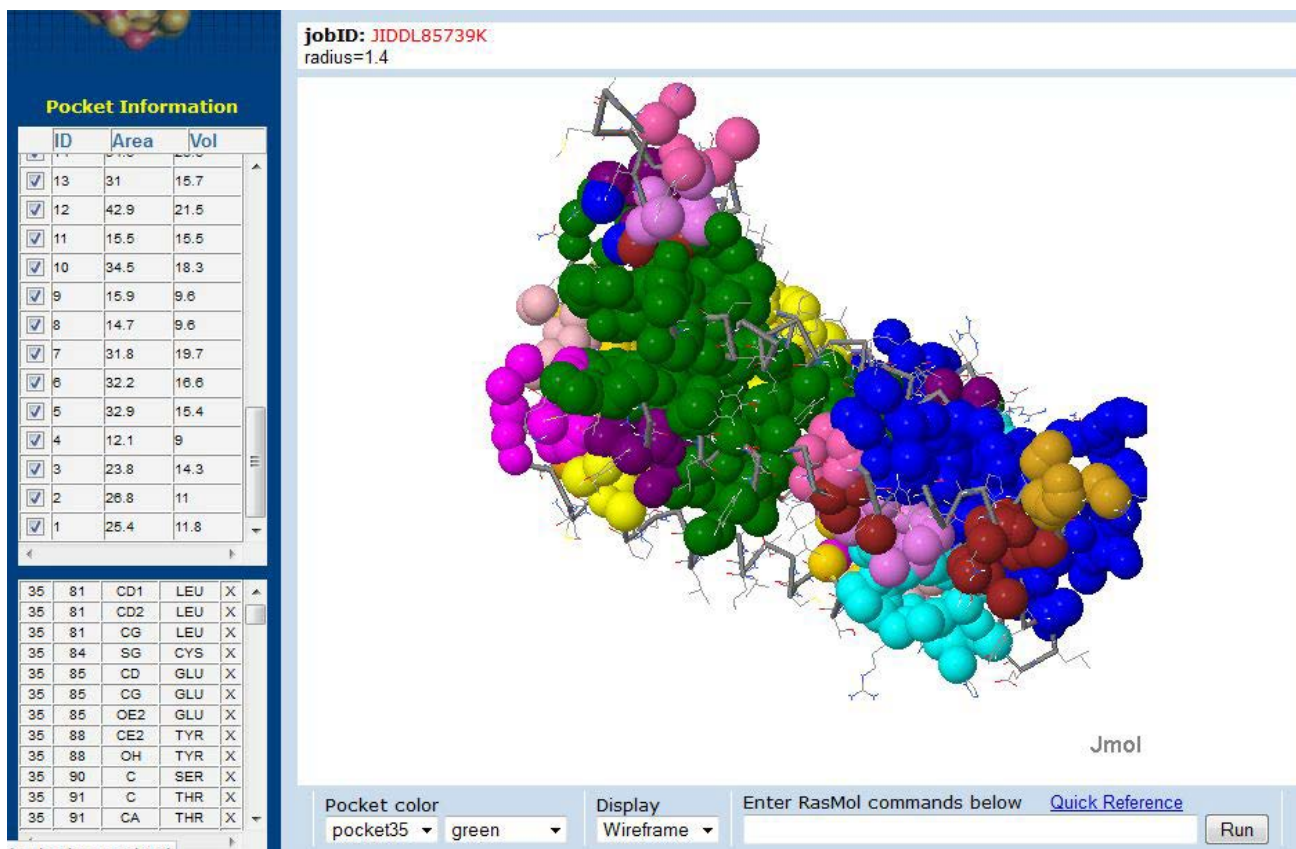 jobID: JIDDL85739K
radius=1.4
Pocket Information
ID Area Vol
13 31 15.7
12 42.9 21.5
11 15.5 15.5
10 34.5 18.3
9 15.9 9.6
8 14.7 9.6
7 31.8 19.7
6 32.2 16.6
5 32.9 15.4
4 12.1 9
3 23.8 14.3
2 26.8 11
1 25.4 11.8
35 81 CD1 LEU X
35 81 CD2 LEU X
35 81 CG LEU X
35 84 SG CYS X
35 85 CD GLU X
35 85 CG GLU X
35 85 OE2 GLU X
35 88 CE2 TYR X
35 88 OH TYR X
35 90 C SER X
35 91 C THR X
35 91 CA THR X
Jmol
Pocket color Display Enter RasMol commands below Quick Reference
pocket35 green Wireframe Run